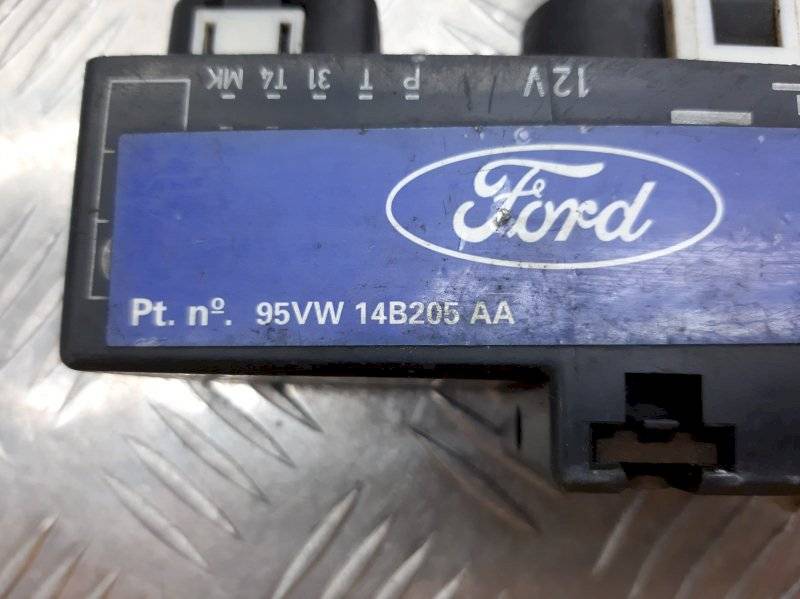 MK T4 31 T P 12V
Ford
Pt. nº. 95VW 14B205 AA